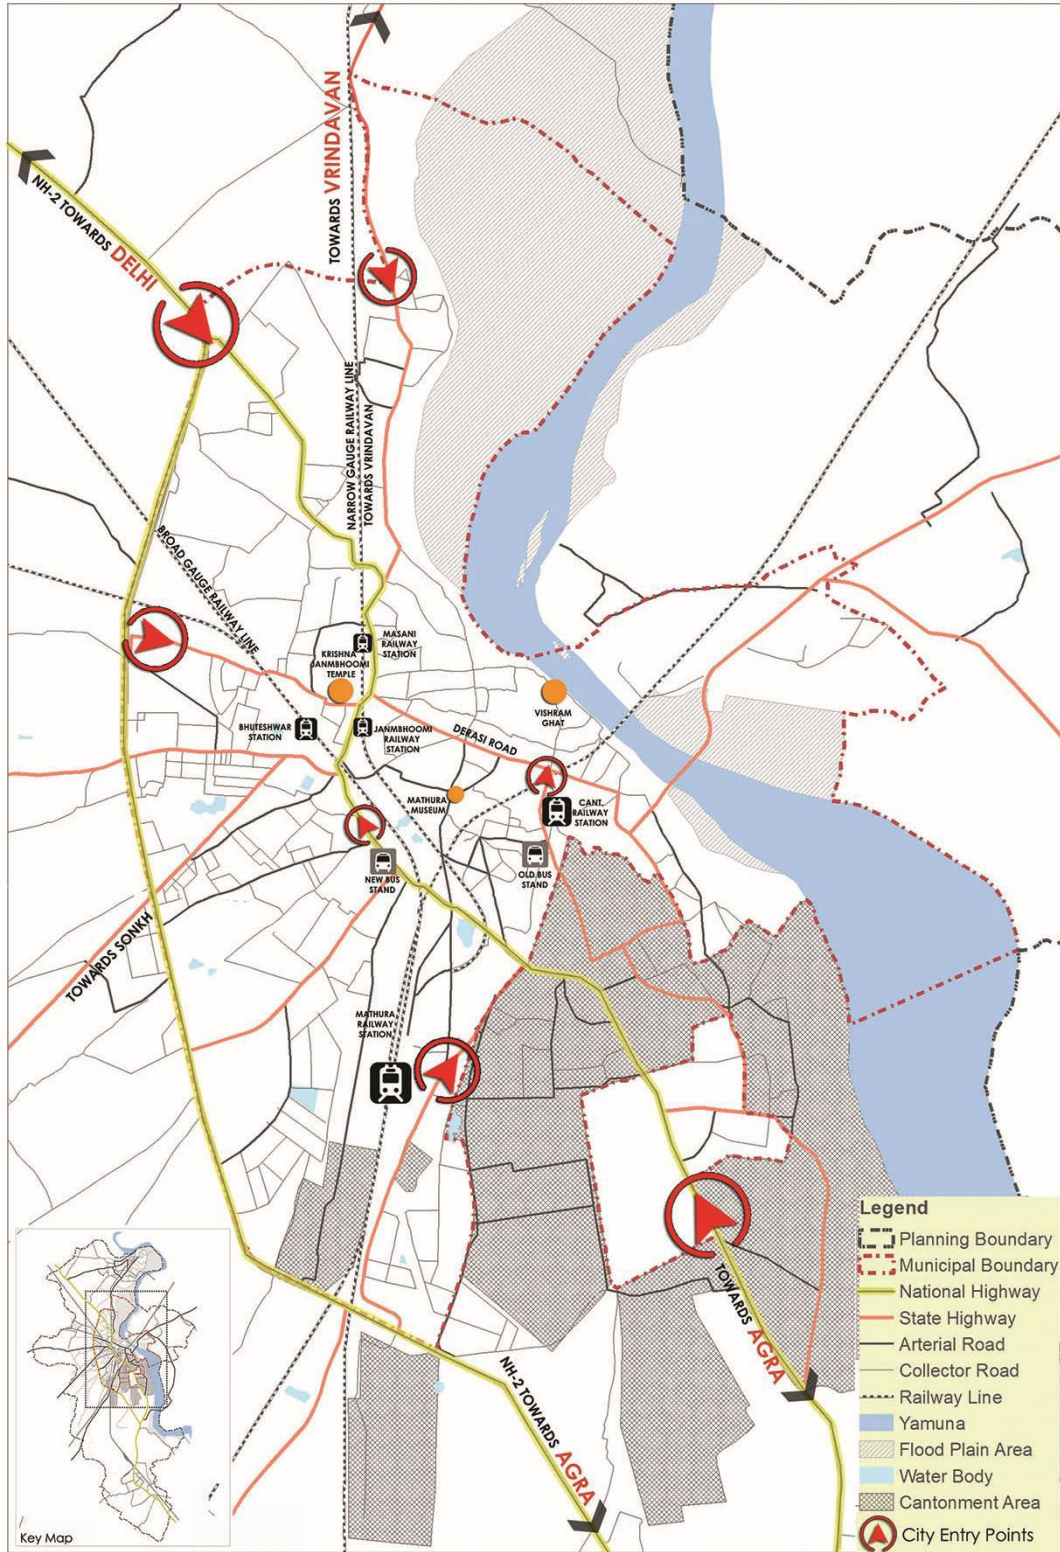 TOWARDS VRINDAVAN
NH-2 TOWARDS DELHI
NARROW GAUGE RAILWAY LINE
TOWARDS VRINDAVAN
BROAD GAUGE RAILWAY LINE
MASANI
RAILWAY
STATION
KRISHNA
JANMBHOOMI
TEMPLE
VISHRAM
GHAT
BHUTESHWAR
STATION
JANMBHOOMI
RAILWAY
STATION
DERASI ROAD
MATHURA
MUSEUM
CANT.
RAILWAY
STATION
NEW BUS
STAND
OLD BUS
STAND
TOWARDS SONKH
MATHURA
RAILWAY
STATION
TOWARDS AGRA
NH-2 TOWARDS AGRA
Key Map
Legend
Planning Boundary
Municipal Boundary
National Highway
State Highway
Arterial Road
Collector Road
Railway Line
Yamuna
Flood Plain Area
Water Body
Cantonment Area
City Entry Points